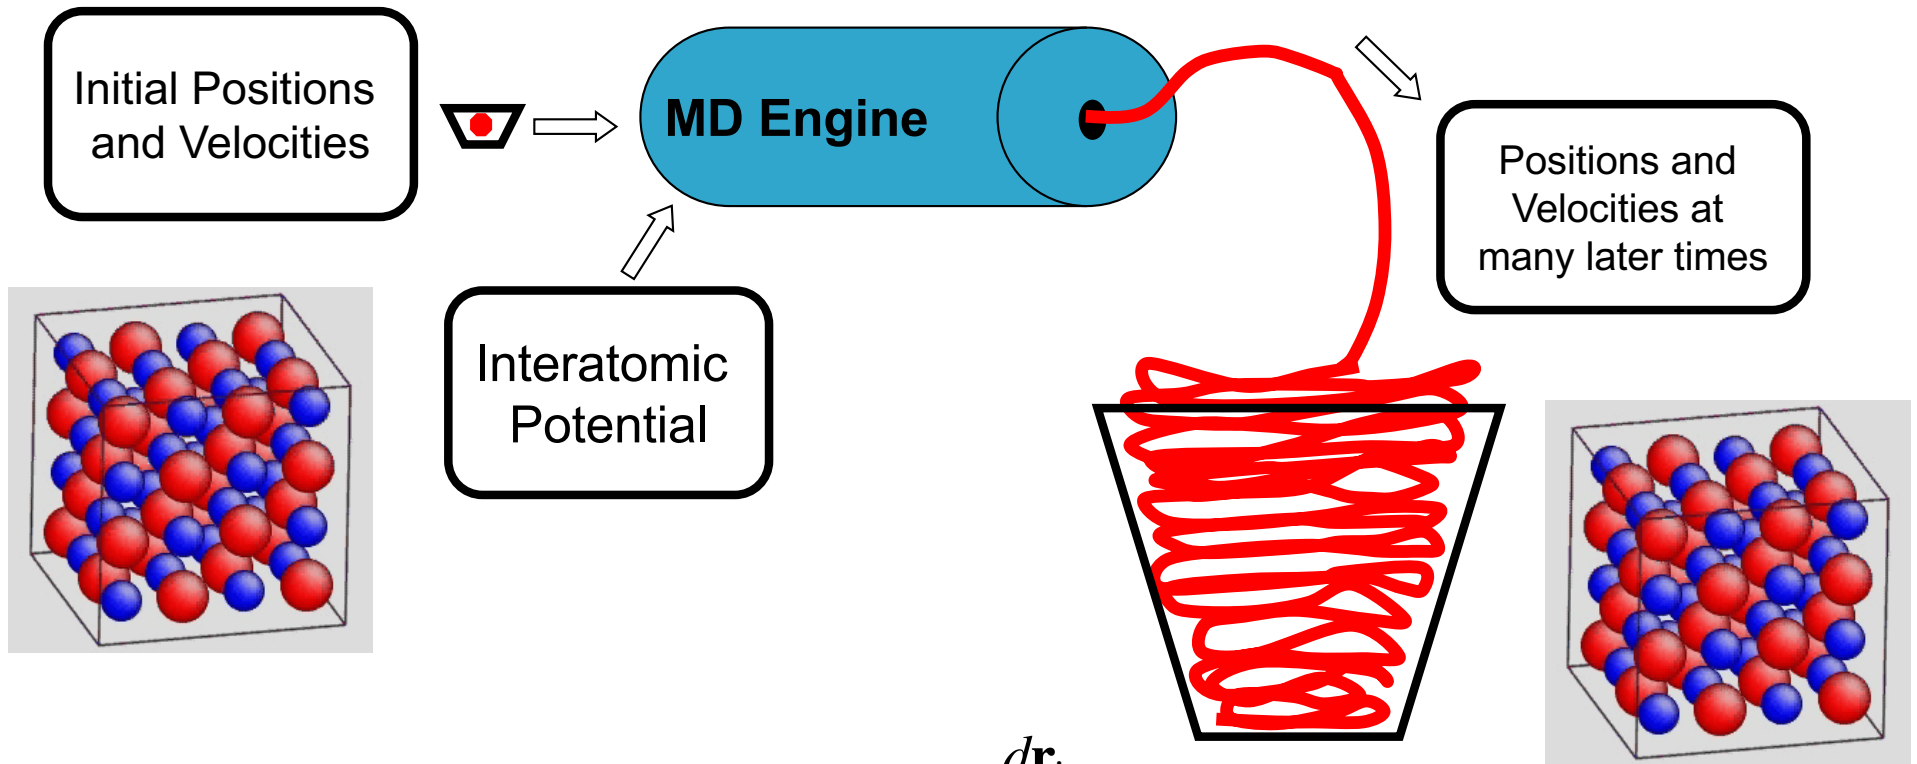 Initial Positions
and Velocities
MD Engine
Positions and
Velocities at
many later times
Interatomic
Potential